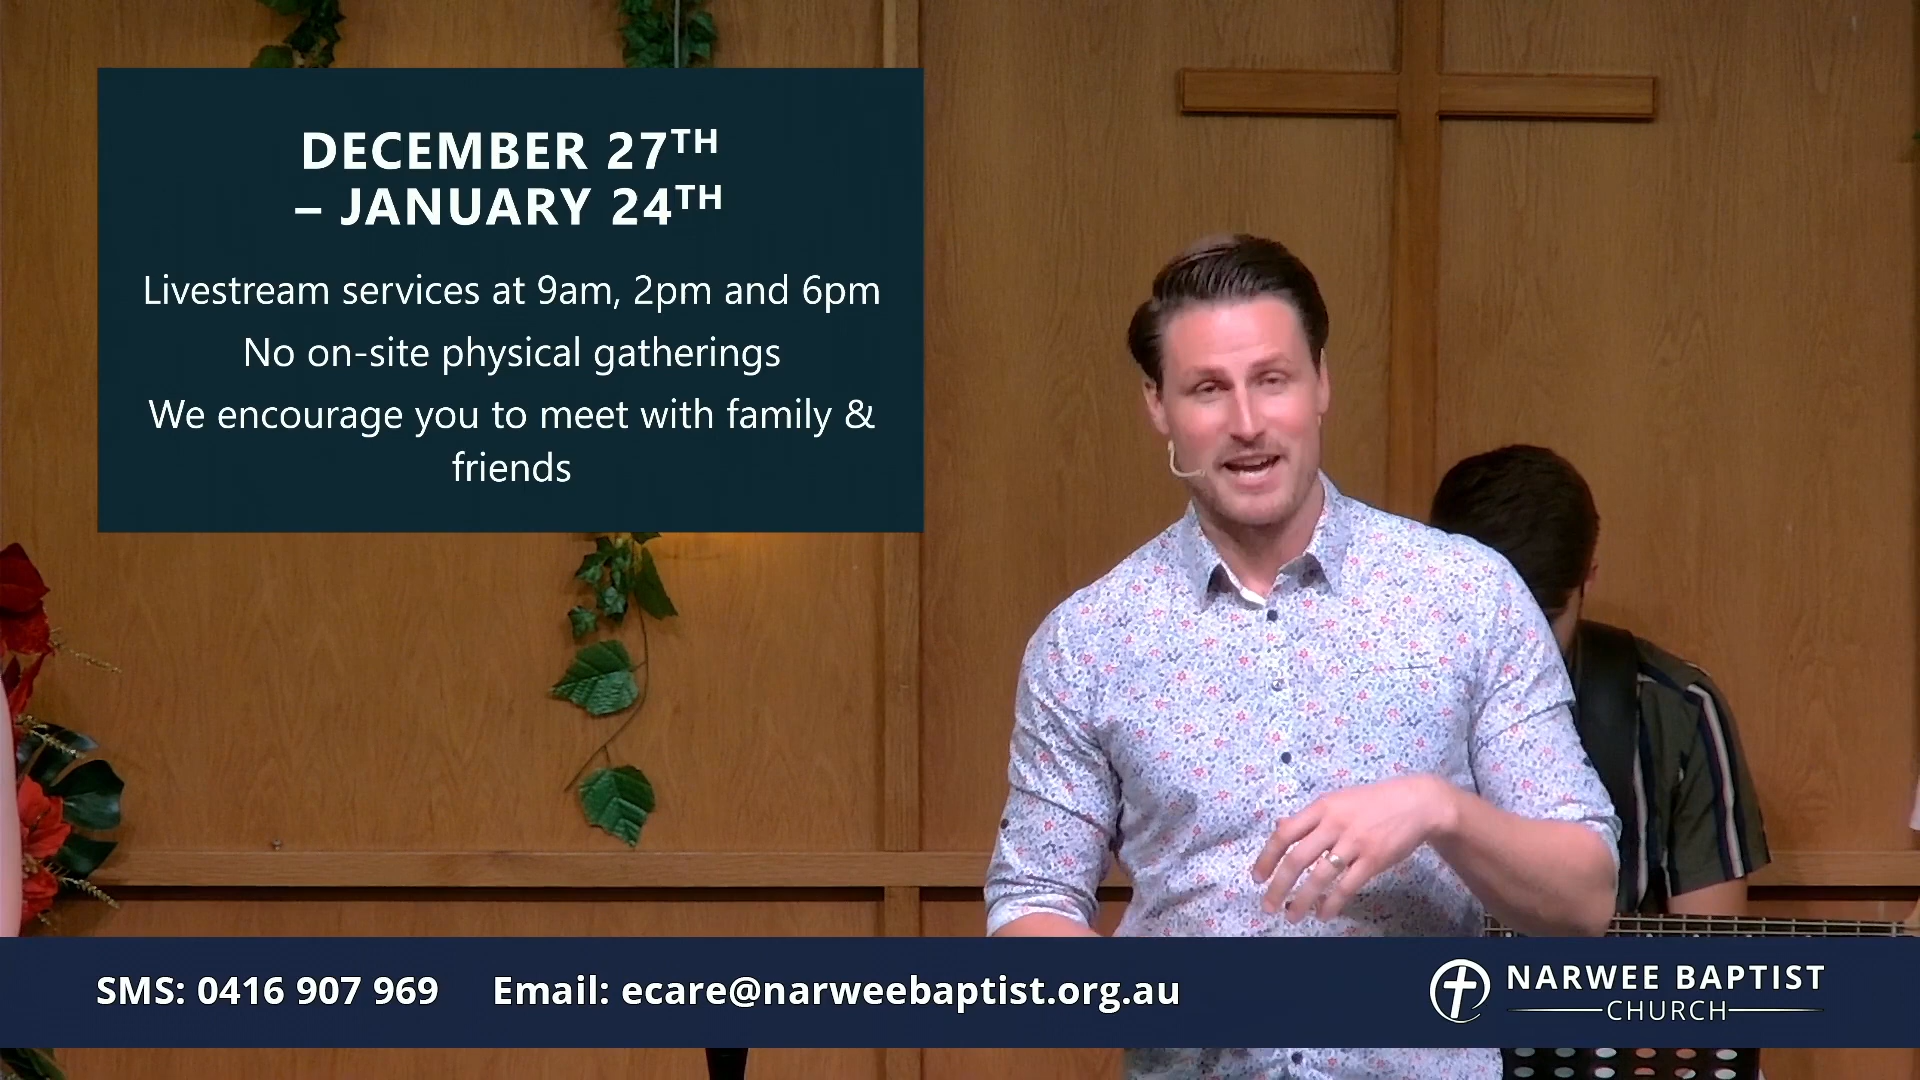 DECEMBER 27TH
– JANUARY 24TH
Livestream services at 9am, 2pm and 6pm
No on-site physical gatherings
We encourage you to meet with family &
friends
SMS: 0416 907 969 Email: ecare@narweebaptist.org.au
NARWEE BAPTIST
CHURCH